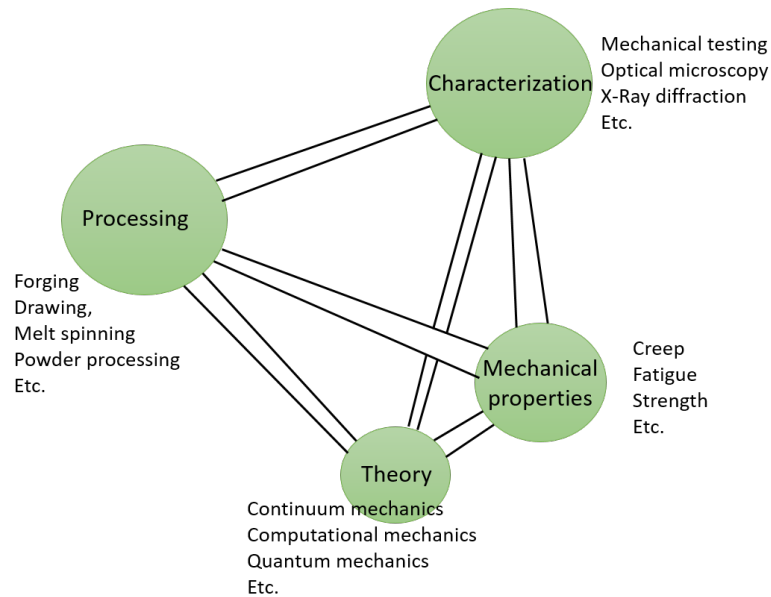 Characterization
Mechanical testing
Optical microscopy
X-Ray diffraction
Etc.
Processing
Forging
Drawing,
Melt spinning
Powder processing
Etc.
Mechanical
properties
Creep
Fatigue
Strength
Etc.
Theory
Continuum mechanics
Computational mechanics
Quantum mechanics
Etc.